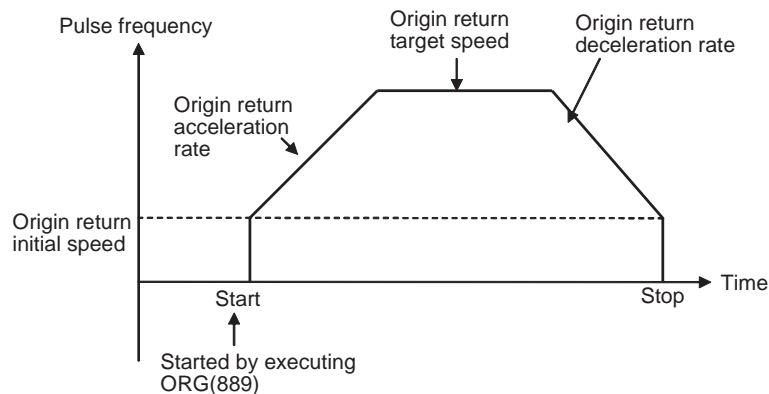 Pulse frequency
Origin return
target speed
Origin return
deceleration rate
Origin return
acceleration
rate
Origin return
initial speed
Start
Stop
Time
Started by executing
ORG(889)